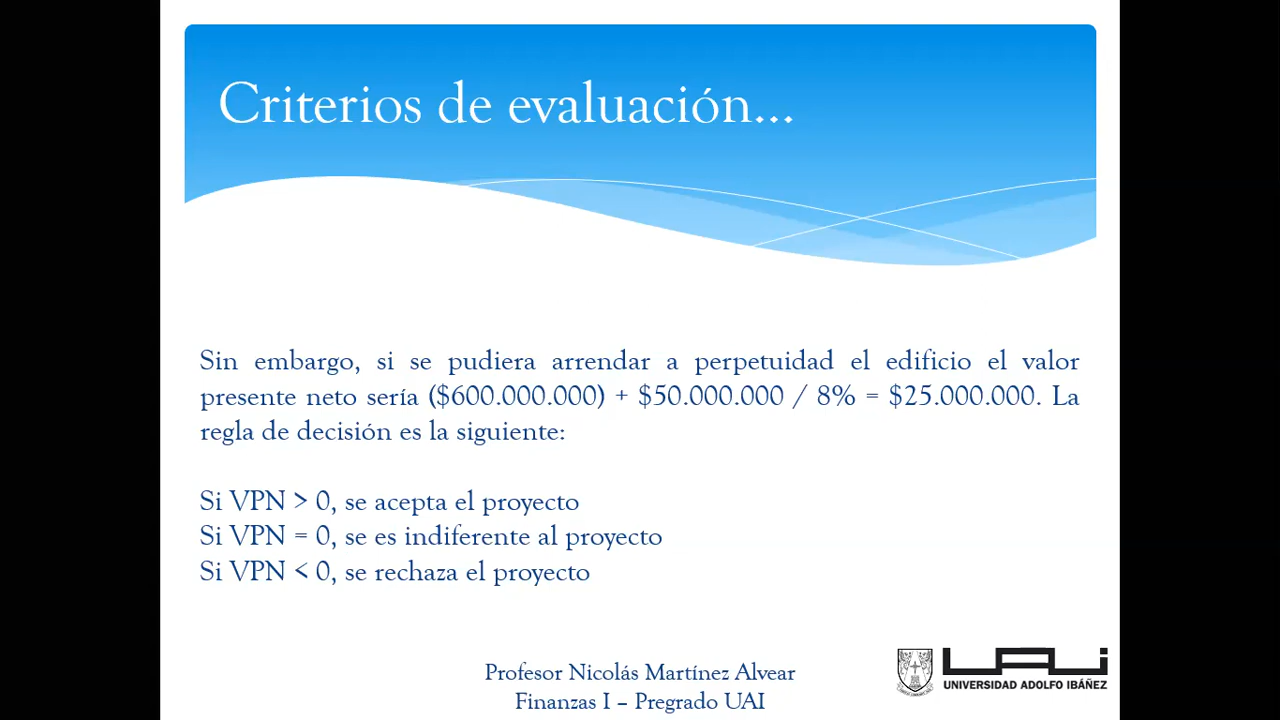 Criterios de evaluación...
Sin embargo, si se pudiera arrendar a perpetuidad el edificio el valor
presente neto sería ($600.000.000) + $50.000.000 / 8% = $25.000.000. La
regla de decisión es la siguiente:
Si VPN > 0, se acepta el proyecto
Si VPN = 0, se es indiferente al proyecto
Si VPN < 0, se rechaza el proyecto
Profesor Nicolás Martínez Alvear
Finanzas I – Pregrado UAI
UAi
UNIVERSIDAD ADOLFO IBÁÑEZ